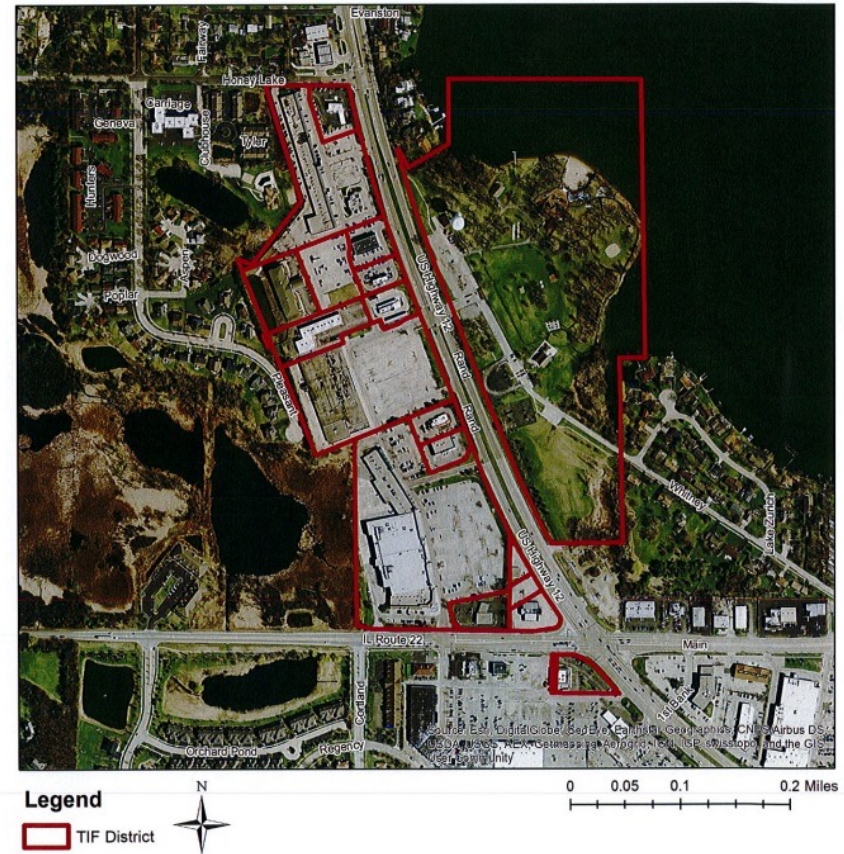 Evanston
Fairway
Honey Lake
Carriage
Geneva
Clubhouse
Tyler
Hunters
Dogwood
Aspen
Poplar
US Highway 12
Rand
Pleasant
Rand
Whitney
Lake Zurich
US Highway 12
IL Route 22
Main
Cortland
1st Bank
Orchard Pond
Regency
Source: Esri, DigitalGlobe, GeoEye, Earthstar Geographics, CNES/Airbus DS,
USDA, USGS, AEX, Getmapping, Aerogrid, IGN, IGP, swisstopo, and the GIS
User Community
Legend
TIF District
N
0 0.05 0.1 0.2 Miles